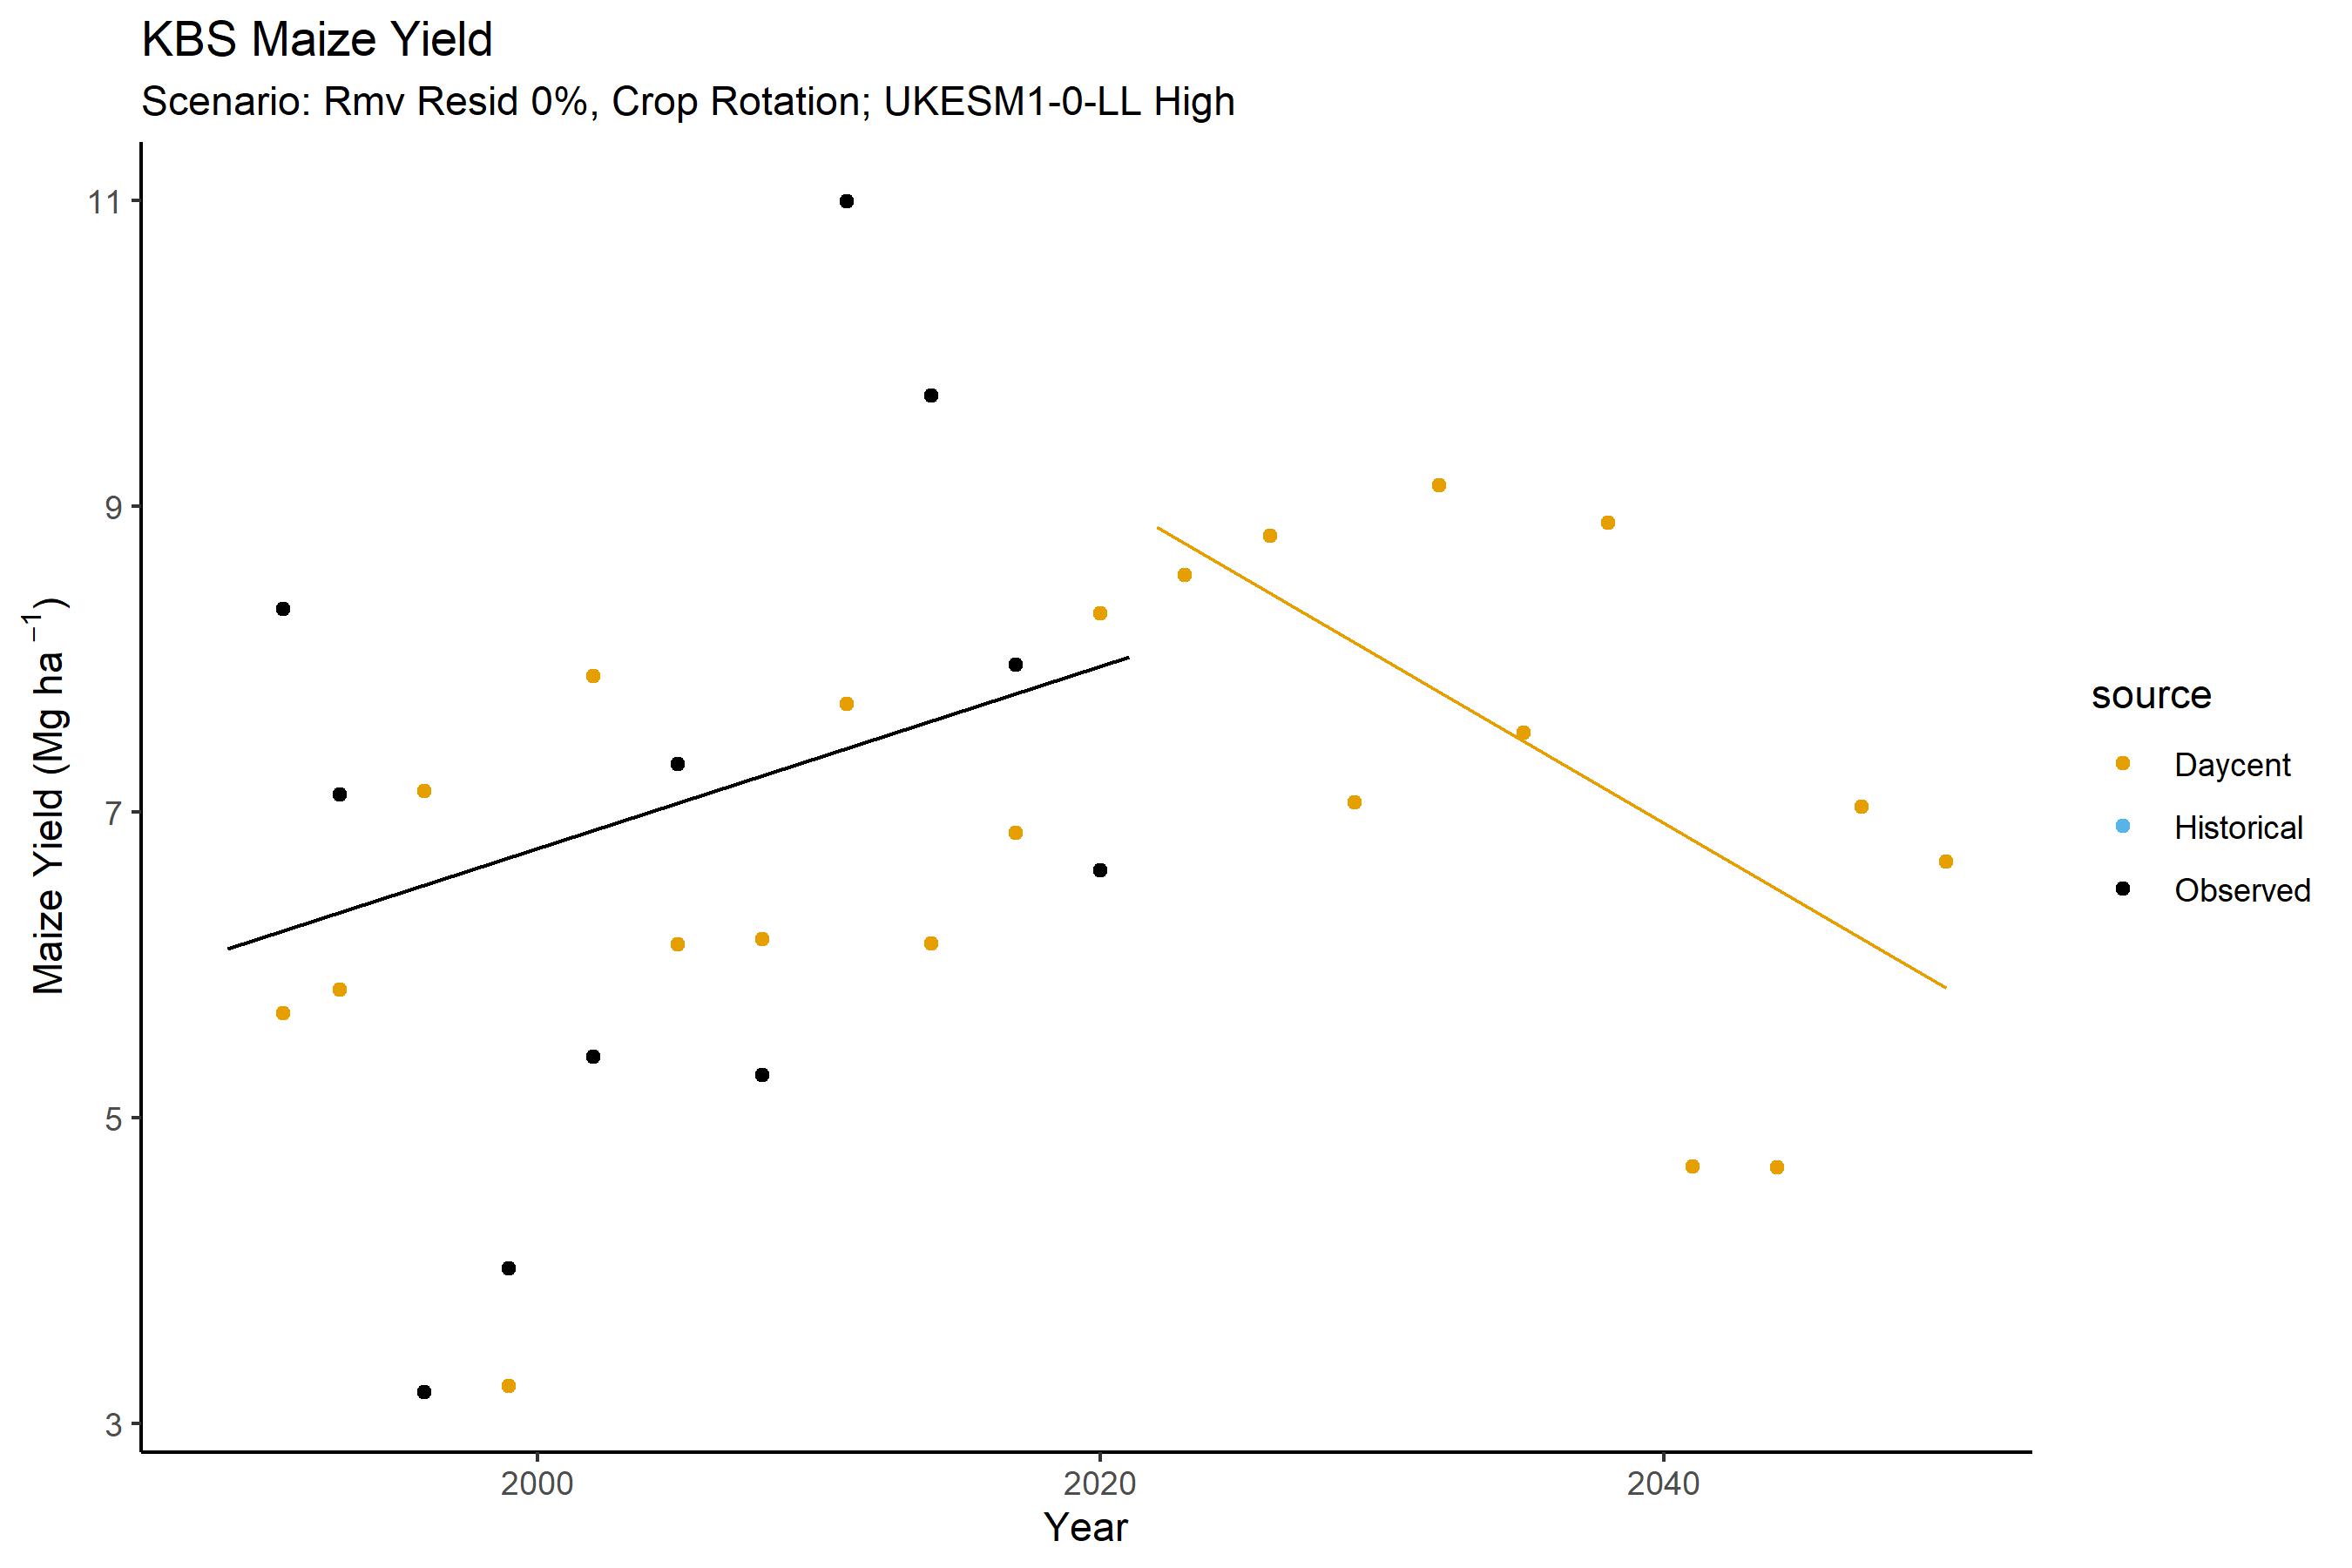 KBS Maize Yield
Scenario: Rmv Resid 0%, Crop Rotation; UKESM1-0-LL High
Maize Yield (Mg ha −1)
11
9
7
5
3
2000
2020
2040
Year
source
Daycent
Historical
Observed